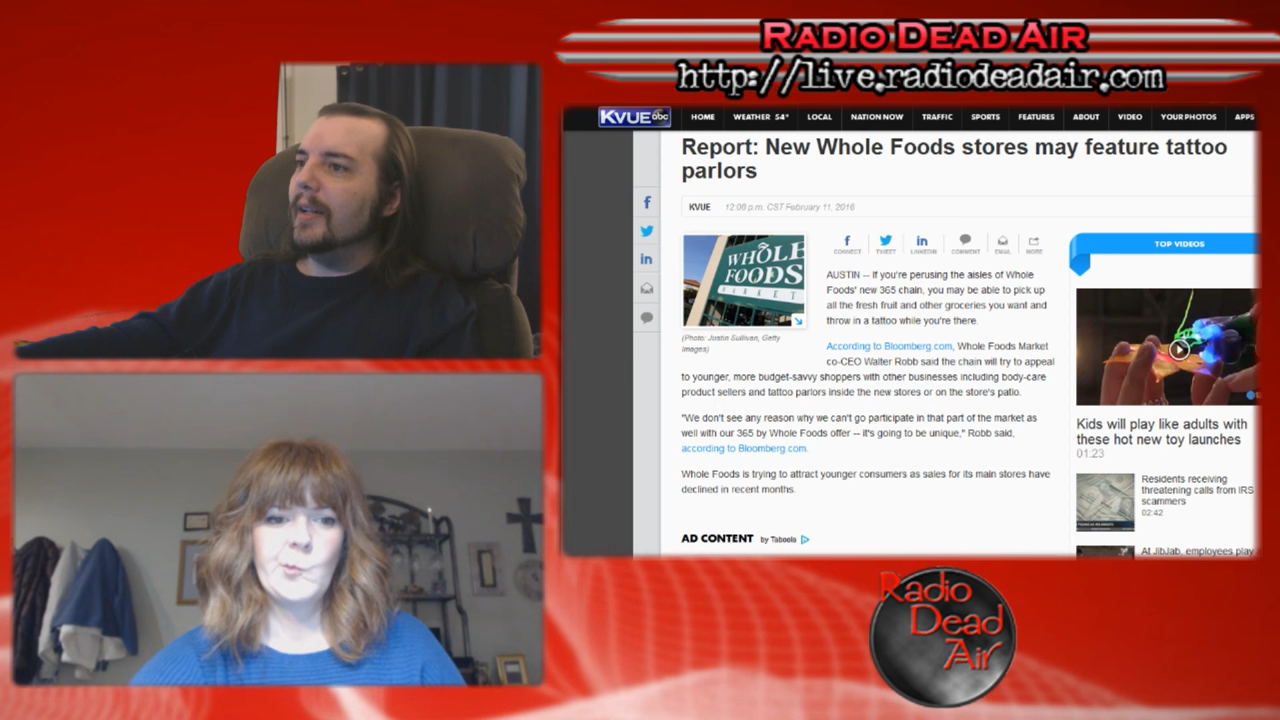 RADIO DEAD AIR
http://live.radiodeadair.com
KVUE abc
HOME WEATHER 54° LOCAL NATION NOW TRAFFIC SPORTS FEATURES ABOUT VIDEO YOUR PHOTOS APPS
Report: New Whole Foods stores may feature tattoo
parlors
KVUE 12:08 p.m. CST February 11, 2016
WHOLE
FOODS
MARKET
(Photo: Justin Sullivan, Getty
Images)
CONNECT TWEET LINKEDIN COMMENT EMAIL MORE
AUSTIN -- If you're perusing the aisles of Whole
Foods' new 365 chain, you may be able to pick up
all the fresh fruit and other groceries you want and
throw in a tattoo while you're there.
According to Bloomberg.com, Whole Foods Market
co-CEO Walter Robb said the chain will try to appeal
to younger, more budget-savvy shoppers with other businesses including body-care
product sellers and tattoo parlors inside the new stores or on the store's patio.
"We don't see any reason why we can't go participate in that part of the market as
well with our 365 by Whole Foods offer -- it's going to be unique," Robb said,
according to Bloomberg.com.
Whole Foods is trying to attract younger consumers as sales for its main stores have
declined in recent months.
AD CONTENT by Taboola
TOP VIDEOS
Kids will play like adults with
these hot new toy launches
01:23
Residents receiving
threatening calls from IRS
scammers
02:42
At JibJab, employees play
Radio
Dead
Air